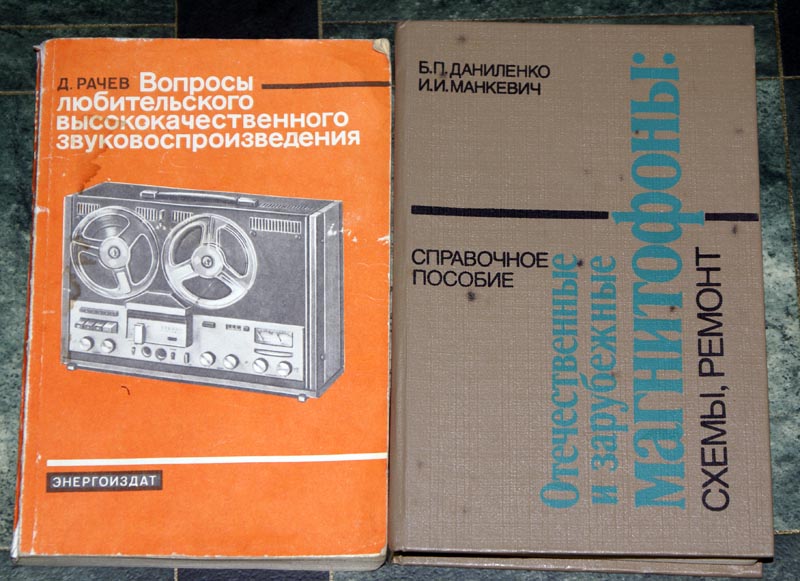 Д. РАЧЕВ Вопросы
любительского
высококачественного
звуковоспроизведения
ЭНЕРГОИЗДАТ
Б.П. ДАНИЛЕНКО
И.И. МАНКЕВИЧ
СПРАВОЧНОЕ
ПОСОБИЕ
Отечественные
и зарубежные
магнитофоны:
СХЕМЫ, РЕМОНТ